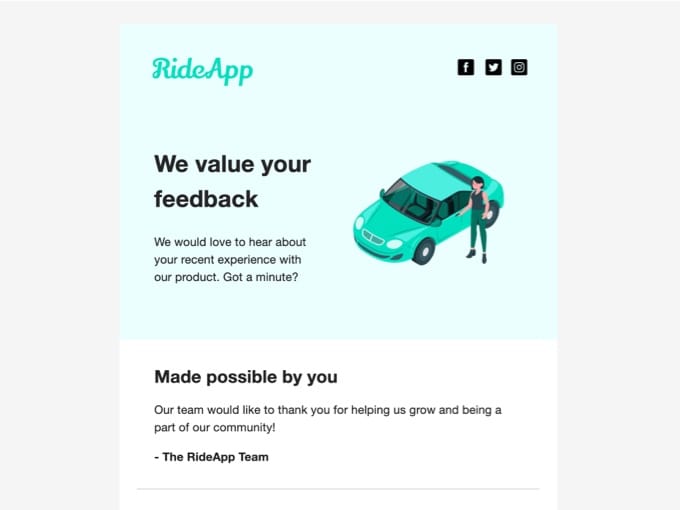 RideApp
We value your
feedback
We would love to hear about
your recent experience with
our product. Got a minute?
Made possible by you
Our team would like to thank you for helping us grow and being a
part of our community!
- The RideApp Team